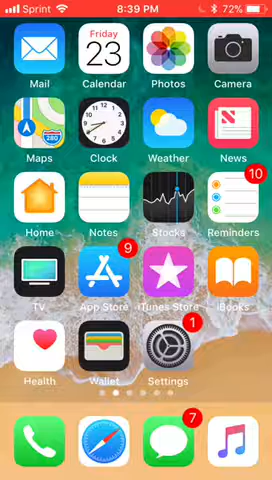 Sprint 8:39 PM 72%
Friday
23
Mail Calendar Photos Camera
280
Maps Clock Weather News
10
Home Notes Stocks Reminders
9
TV App Store iTunes Store iBooks
1
Health Wallet Settings
7